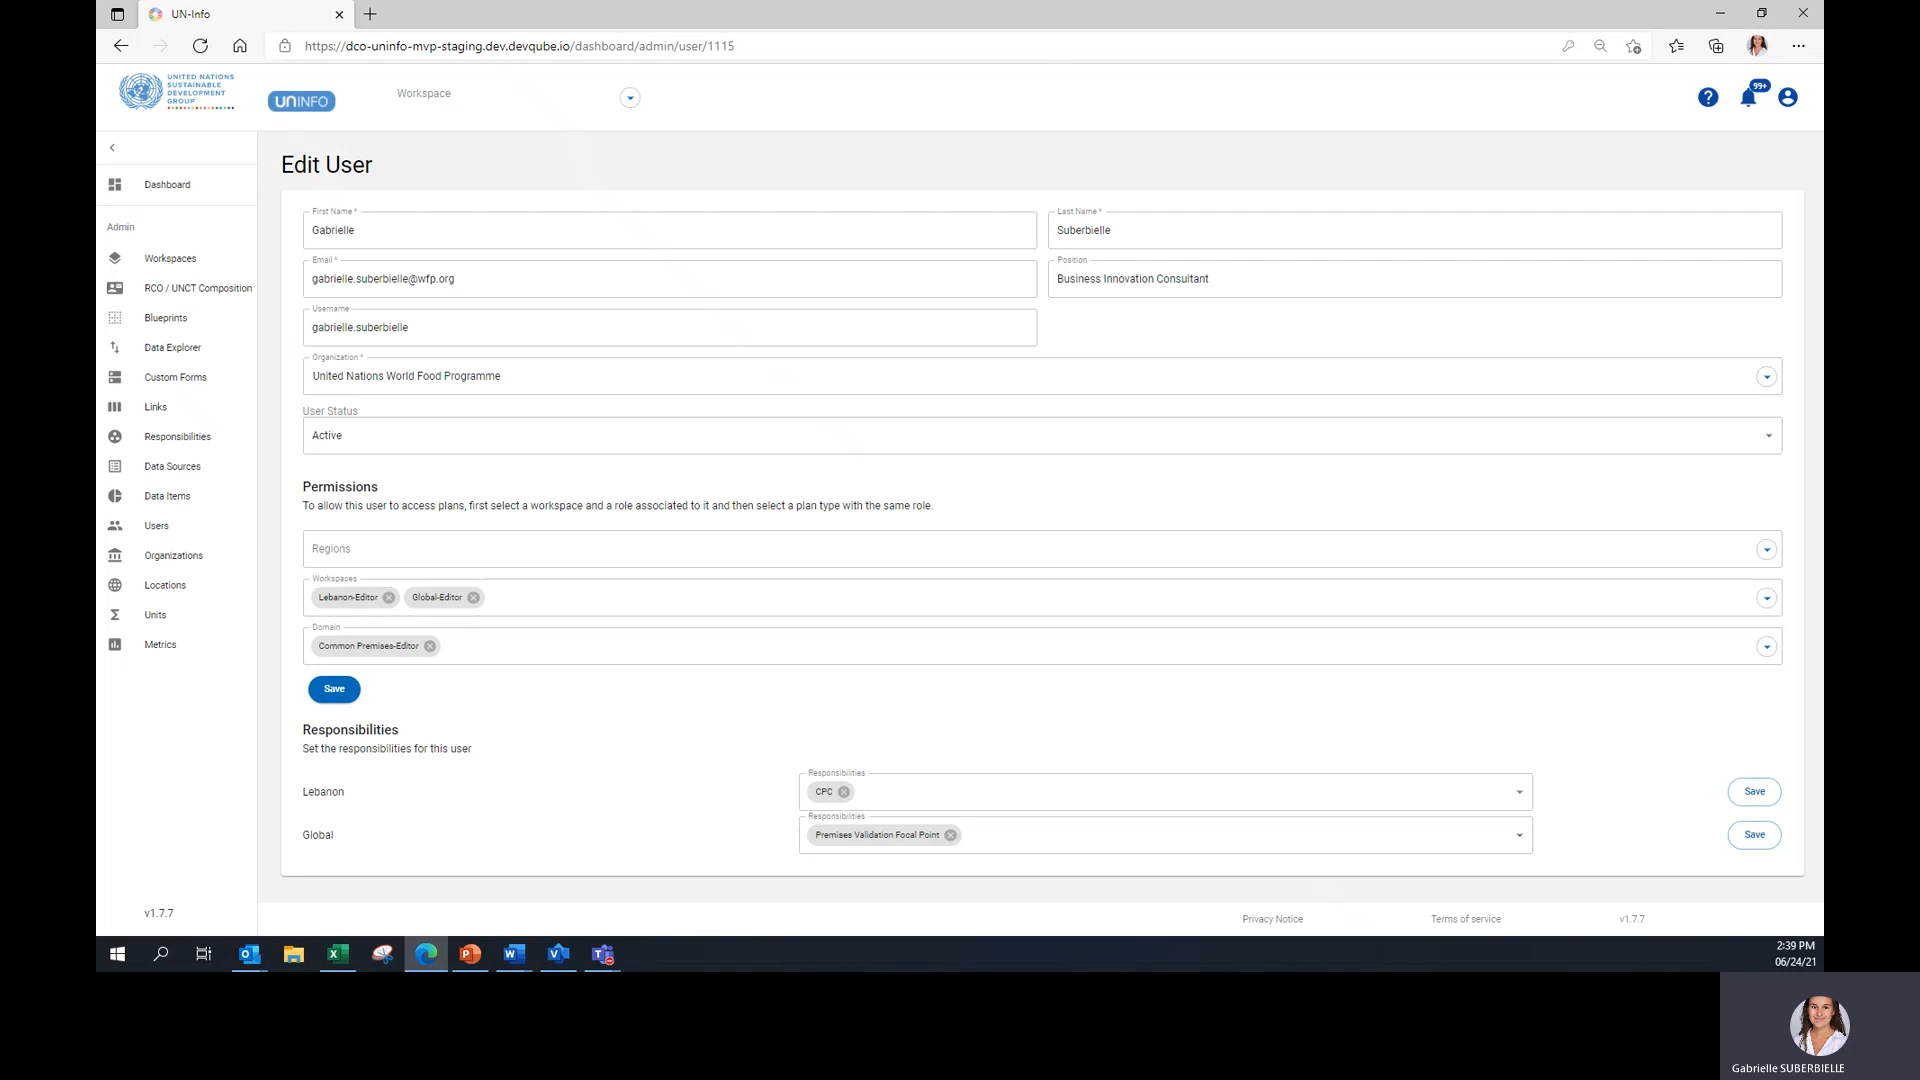 UN-Info
https://dco-uninfo-mvp-staging.dev.devqube.io/dashboard/admin/user/1115
UNITED NATIONS
SUSTAINABLE
DEVELOPMENT
GROUP
UNINFO
Workspace
?
99+
Dashboard
Admin
Workspaces
RCO / UNCT Composition
Blueprints
Data Explorer
Custom Forms
Links
Responsibilities
Data Sources
Data Items
Users
Organizations
Locations
Units
Metrics
v1.7.7
Edit User
First Name *
Gabrielle
Last Name *
Suberbielle
Email *
gabrielle.suberbielle@wfp.org
Position
Business Innovation Consultant
Username
gabrielle.suberbielle
Organization *
United Nations World Food Programme
User Status
Active
Permissions
To allow this user to access plans, first select a workspace and a role associated to it and then select a plan type with the same role.
Regions
Workspaces
Lebanon-Editor Global-Editor
Domain
Common Premises-Editor
Save
Responsibilities
Set the responsibilities for this user
Lebanon
Responsibilities
CPC
Save
Global
Responsibilities
Premises Validation Focal Point
Save
Privacy Notice Terms of service v1.7.7
2:39 PM
06/24/21
Gabrielle SUBERBIELLE